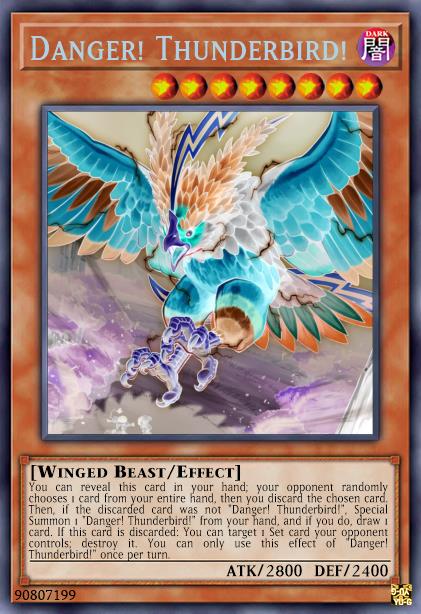 Danger! Thunderbird!
DARK
闇
[Winged Beast/Effect]
You can reveal this card in your hand; your opponent randomly
chooses 1 card from your entire hand, then you discard the chosen card.
Then, if the discarded card was not "Danger! Thunderbird!", Special
Summon 1 "Danger! Thunderbird!" from your hand, and if you do, draw 1
card. If this card is discarded: You can target 1 Set card your opponent
controls; destroy it. You can only use this effect of "Danger!
Thunderbird!" once per turn.
ATK/2800 DEF/2400
90807199